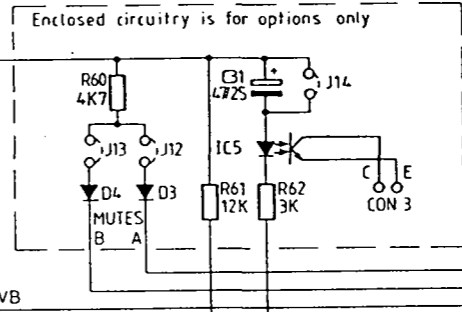 Enclosed circuitry is for options only
R60
4K7
C31
47/25
+
J14
J13
J12
IC5
D4
D3
R61
12K
R62
3K
C
E
CON 3
MUTES
B
A
VB